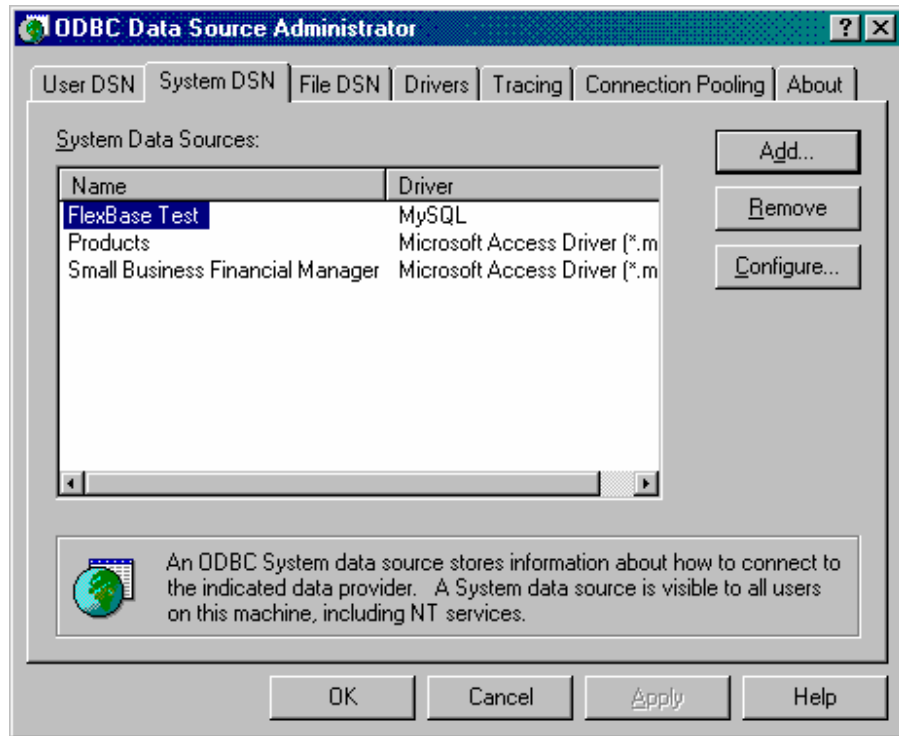 ODBC Data Source Administrator
User DSN System DSN File DSN Drivers Tracing Connection Pooling About
System Data Sources:
Add...
Name Driver
FlexBase Test MySQL
Remove
Products Microsoft Access Driver (*.m
Small Business Financial Manager Microsoft Access Driver (*.m
Configure...
An ODBC System data source stores information about how to connect to
the indicated data provider. A System data source is visible to all users
on this machine, including NT services.
OK Cancel Apply Help